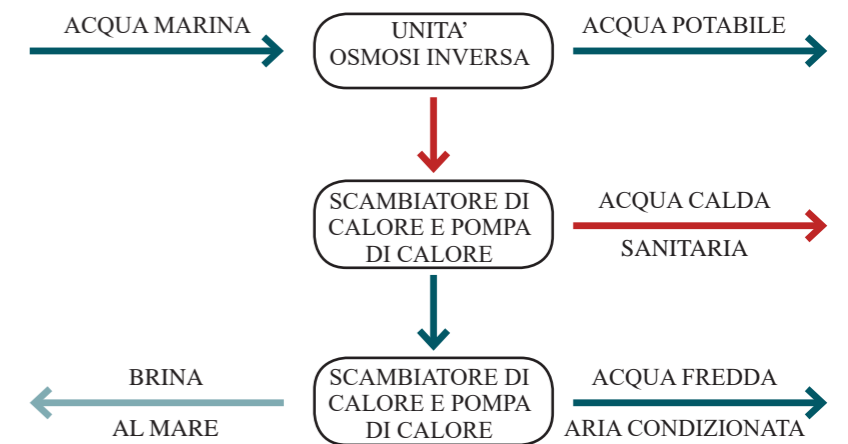 ACQUA MARINA
UNITA’
OSMOSI INVERSA
ACQUA POTABILE
SCAMBIATORE DI
CALORE E POMPA
DI CALORE
ACQUA CALDA
SANITARIA
BRINA
AL MARE
SCAMBIATORE DI
CALORE E POMPA
DI CALORE
ACQUA FREDDA
ARIA CONDIZIONATA